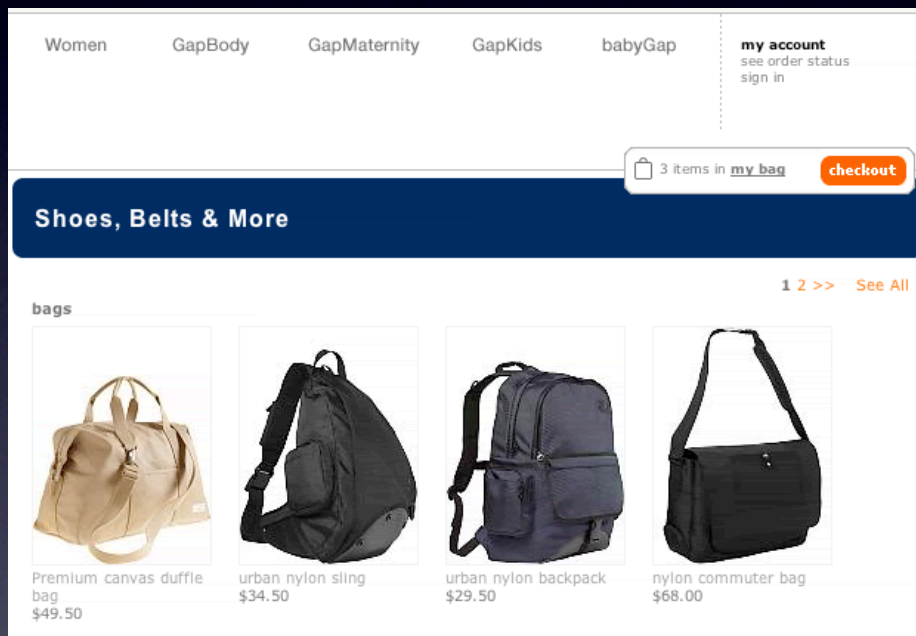 Women GapBody GapMaternity GapKids babyGap
my account
see order status
sign in
3 items in my bag checkout
Shoes, Belts & More
1 2 >> See All
bags
Premium canvas duffle
bag
$49.50
urban nylon sling
$34.50
urban nylon backpack
$29.50
nylon commuter bag
$68.00